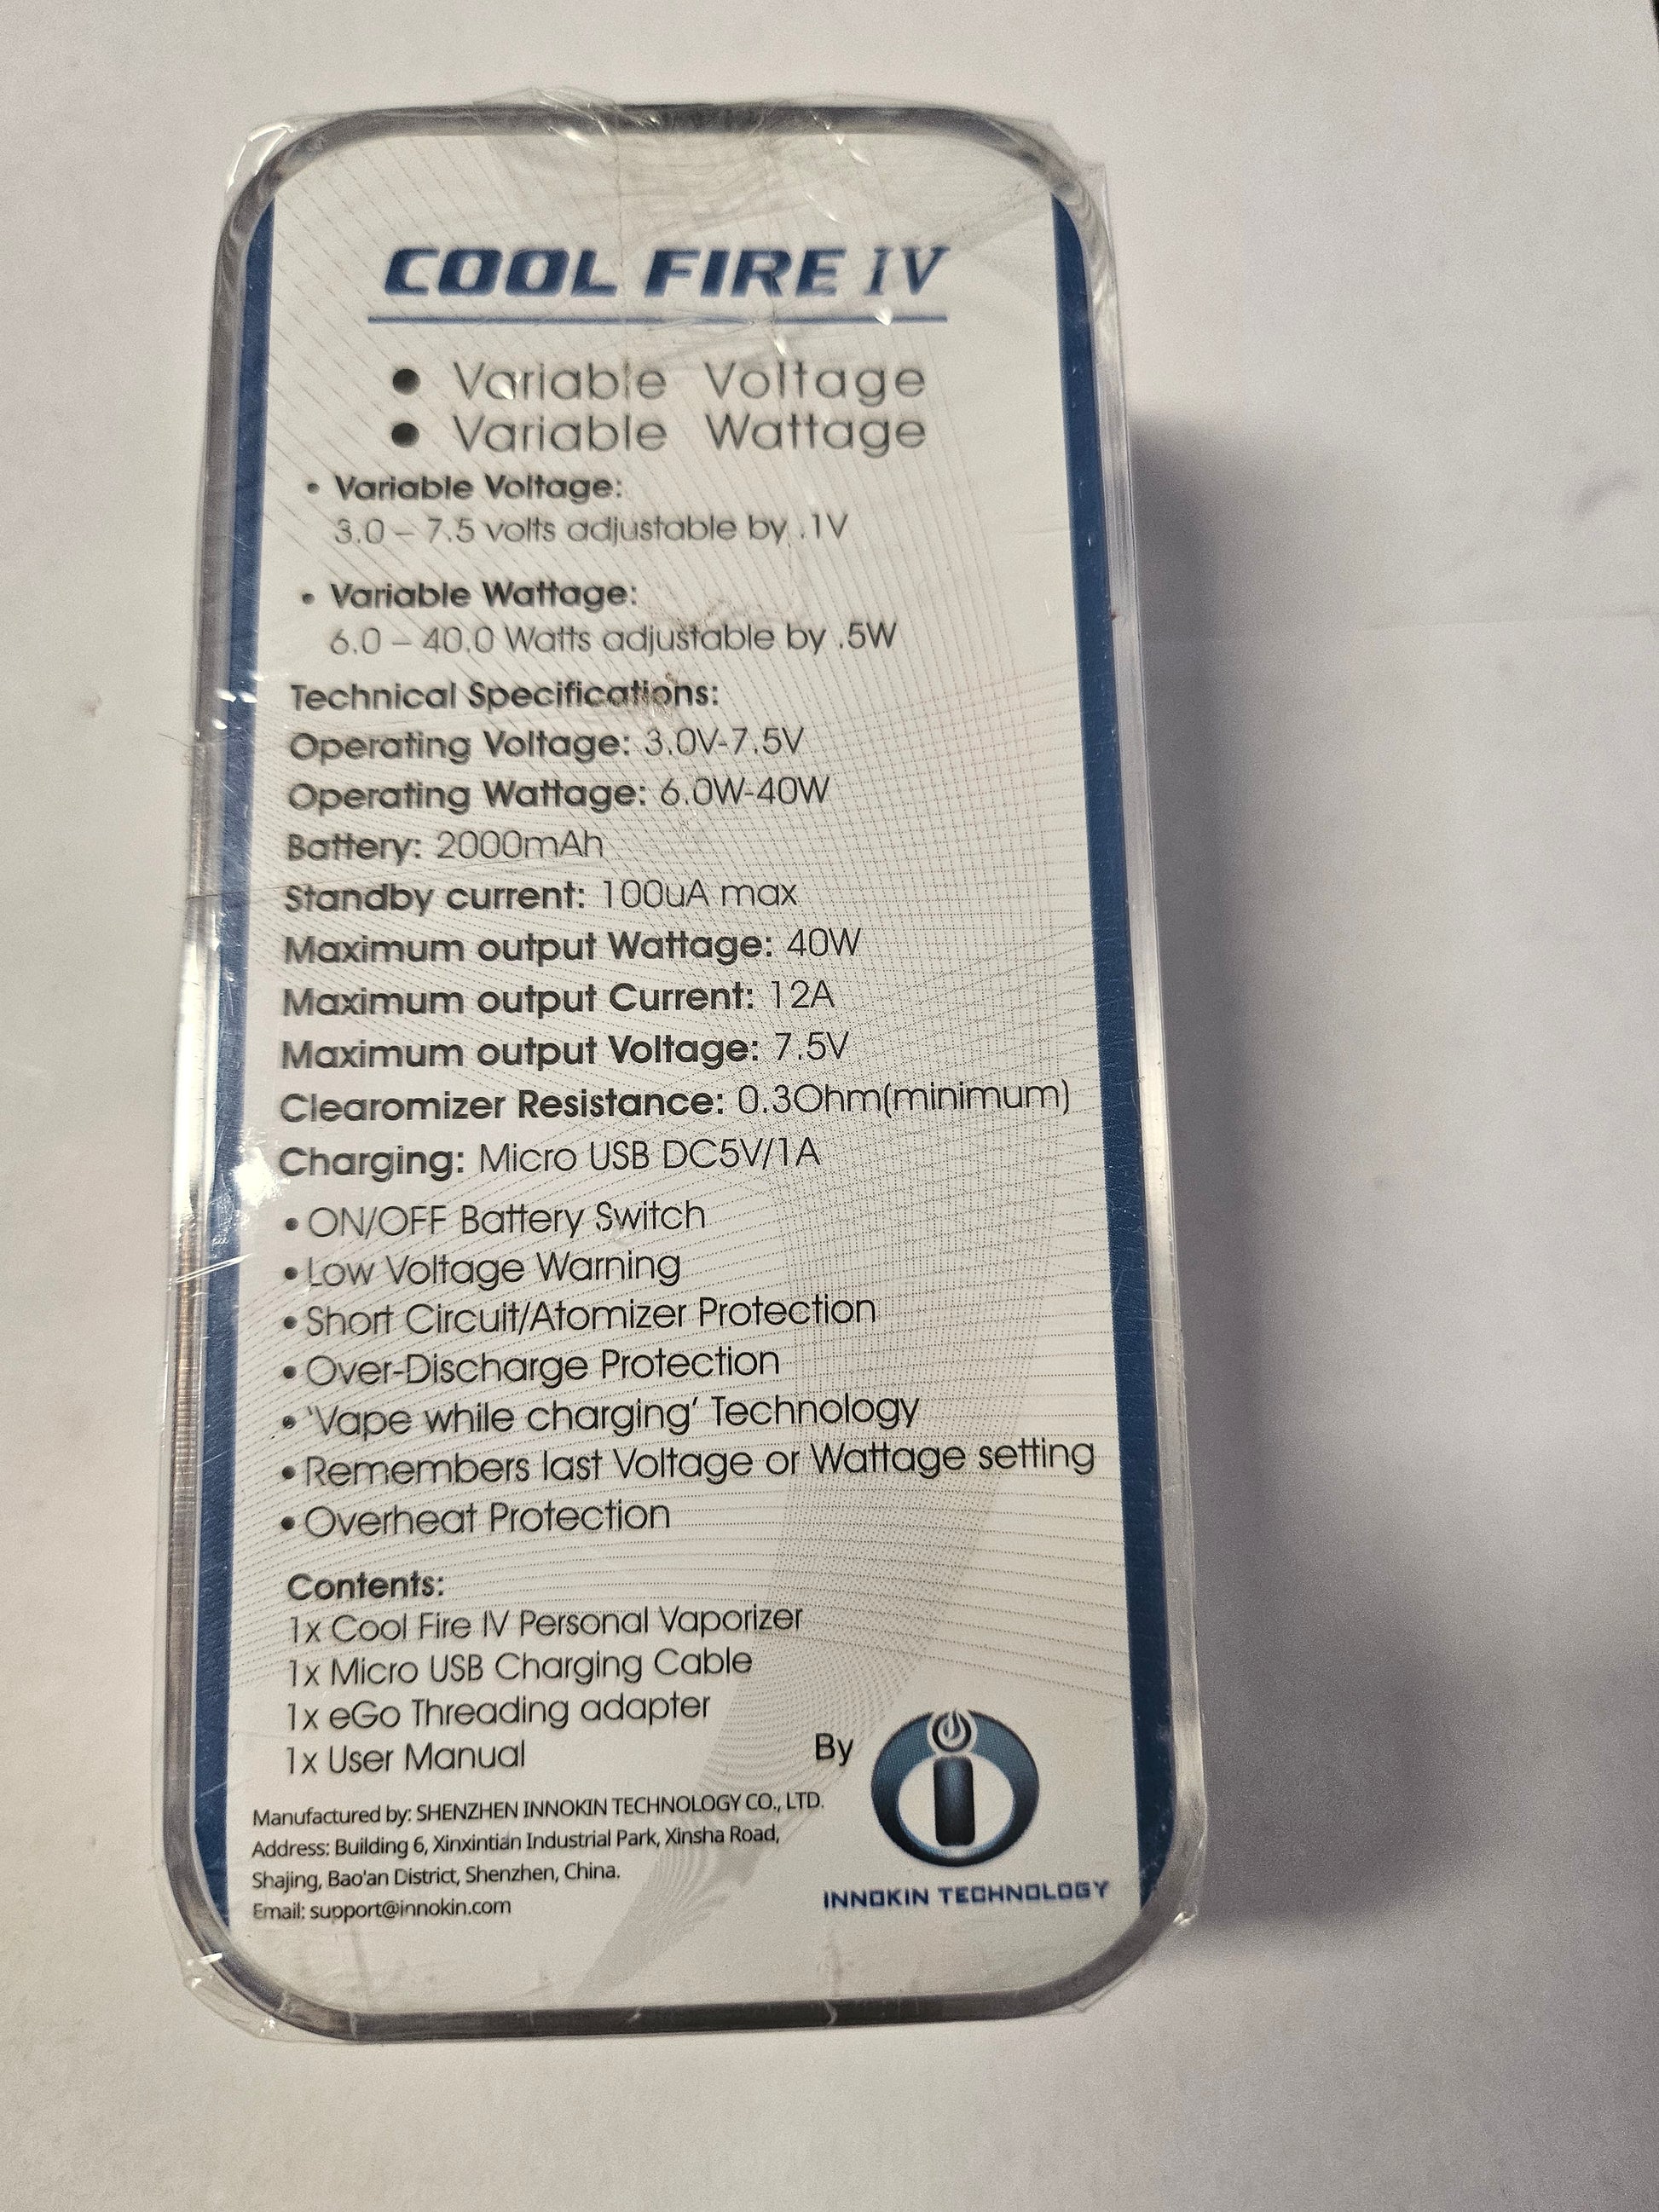 COOL FIRE IV
● Variable Voltage
● Variable Wattage
• Variable Voltage:
3.0 – 7.5 volts adjustable by .1V
• Variable Wattage:
6.0 – 40.0 Watts adjustable by .5W
Technical Specifications:
Operating Voltage: 3.0V-7.5V
Operating Wattage: 6.0W-40W
Battery: 2000mAh
Standby current: 100uA max
Maximum output Wattage: 40W
Maximum output Current: 12A
Maximum output Voltage: 7.5V
Clearomizer Resistance: 0.3Ohm(minimum)
Charging: Micro USB DC5V/1A
• ON/OFF Battery Switch
• Low Voltage Warning
• Short Circuit/Atomizer Protection
• Over-Discharge Protection
• 'Vape while charging' Technology
• Remembers last Voltage or Wattage setting
• Overheat Protection
Contents:
1x Cool Fire IV Personal Vaporizer
1x Micro USB Charging Cable
1x eGo Threading adapter
1x User Manual
By
Manufactured by: SHENZHEN INNOKIN TECHNOLOGY CO., LTD.
Address: Building 6, Xinxintian Industrial Park, Xinsha Road,
Shajing, Bao'an District, Shenzhen, China.
Email: support@innokin.com
INNOKIN TECHNOLOGY